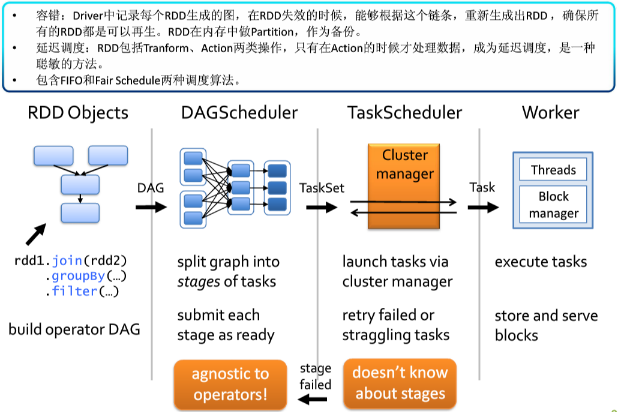 • 容错：Driver中记录每个RDD生成的图，在RDD失效的时候，能够根据这个链条，重新生成出RDD，确保所
有的RDD都是可以再生。RDD在内存中做Partition，作为备份。
• 延迟调度：RDD包括Tranform、Action两类操作，只有在Action的时候才处理数据，成为延迟调度，是一种
聪敏的方法。
• 包含FIFO和Fair Schedule两种调度算法。
RDD Objects
DAGScheduler
TaskScheduler
Worker
DAG
TaskSet
Cluster
manager
Task
Threads
Block
manager
rdd1.join(rdd2)
.groupBy(…)
.filter(…)
split graph into
stages of tasks
launch tasks via
cluster manager
execute tasks
build operator DAG
submit each
stage as ready
retry failed or
straggling tasks
store and serve
blocks
agnostic to
operators!
stage
failed
doesn't know
about stages